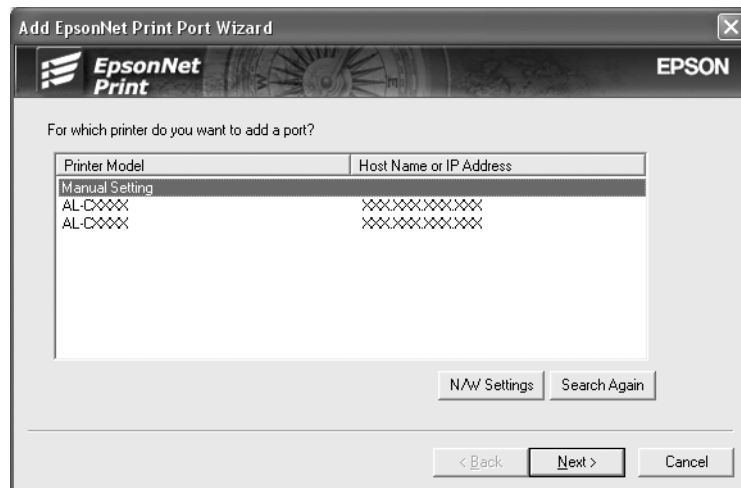 Add EpsonNet Print Port Wizard
EpsonNet
Print
EPSON
For which printer do you want to add a port?
Printer Model Host Name or IP Address
Manual Setting
AL-CXXXX XXX.XXX.XXX.XXX
AL-CXXXX XXX.XXX.XXX.XXX
N/W Settings Search Again
< Back Next > Cancel